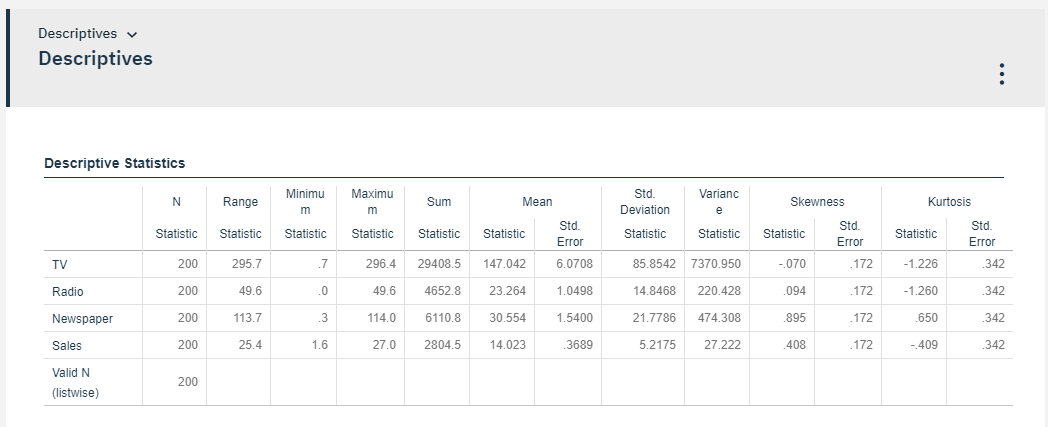 Descriptives
Descriptives
Descriptive Statistics
N Range Minimu m Maximu m Sum Mean Std. Deviation Varianc e Skewness Kurtosis
Statistic Statistic Statistic Statistic Statistic Statistic Std. Error Statistic Statistic Statistic Std. Error Statistic Std. Error
TV 200 295.7 .7 296.4 29408.5 147.042 6.0708 85.8542 7370.950 -.070 .172 -1.226 .342
Radio 200 49.6 .0 49.6 4652.8 23.264 1.0498 14.8468 220.428 .094 .172 -1.260 .342
Newspaper 200 113.7 .3 114.0 6110.8 30.554 1.5400 21.7786 474.308 .895 .172 .650 .342
Sales 200 25.4 1.6 27.0 2804.5 14.023 .3689 5.2175 27.222 .408 .172 -.409 .342
Valid N (listwise) 200